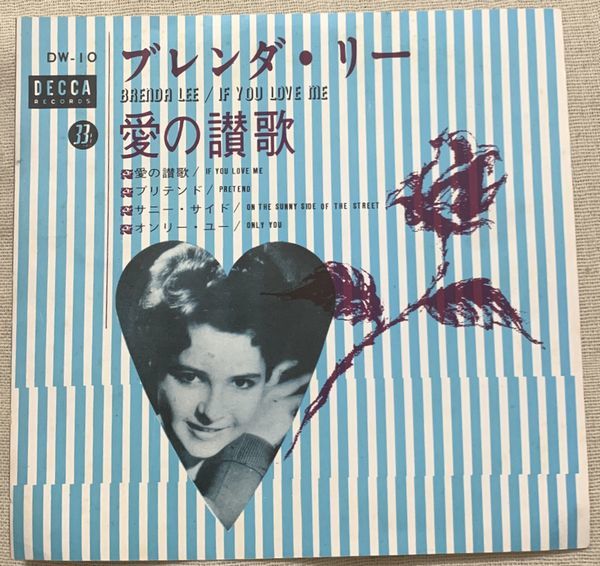 DW-10
DECCA
RECORDS
33⅓
ブレンダ・リー
BRENDA LEE / IF YOU LOVE ME
愛の讃歌
愛の讃歌 / IF YOU LOVE ME
プリテンド / PRETEND
サニー・サイド / ON THE SUNNY SIDE OF THE STREET
オンリー・ユー / ONLY YOU